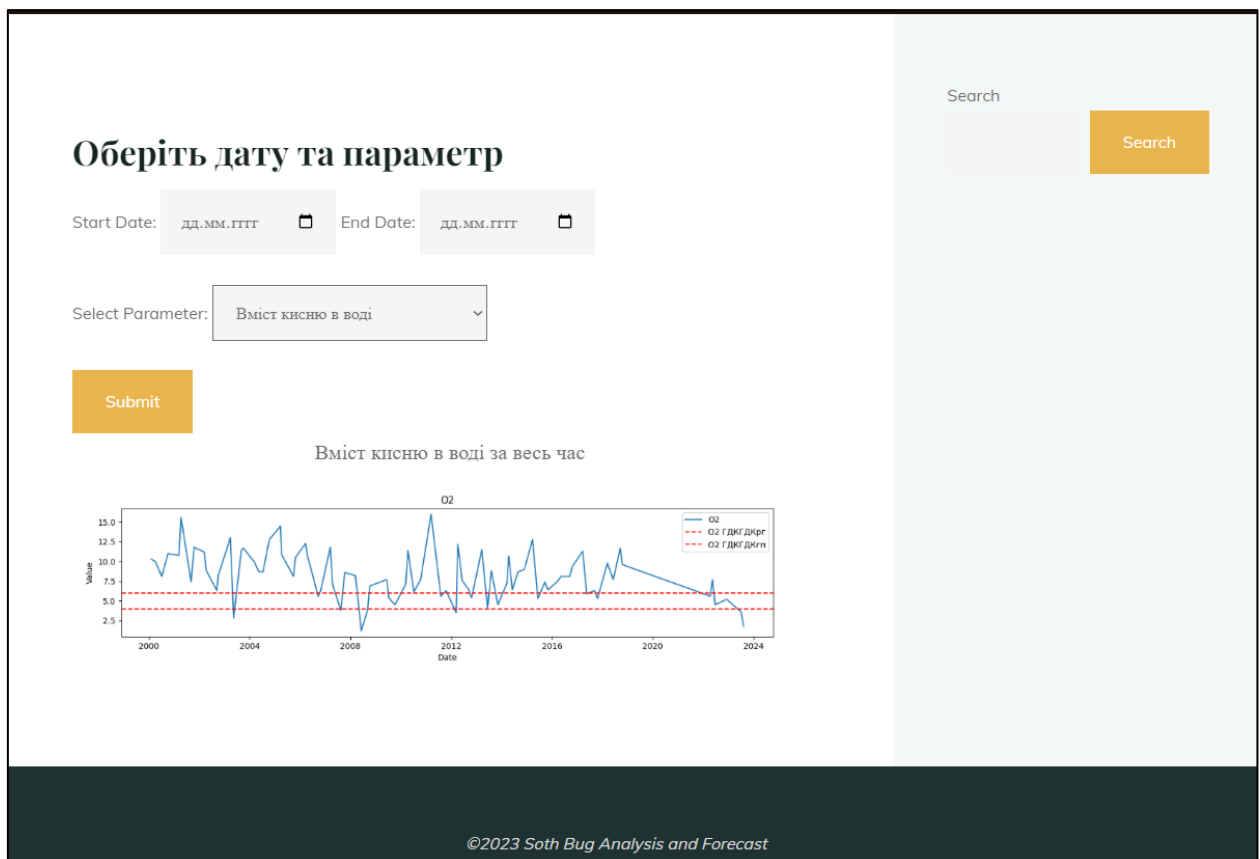 Search
Search
Оберіть дату та параметр
Start Date: дд.мм.гггг End Date: дд.мм.гггг
Select Parameter: Вміст кисню в воді
Submit
Вміст кисню в воді за весь час
O2
O2
O2 ГДКГДКрг
O2 ГДКГДКгп
Value
15.0
12.5
10.0
7.5
5.0
2.5
2000 2004 2008 2012 2016 2020 2024
Date
©2023 Soth Bug Analysis and Forecast